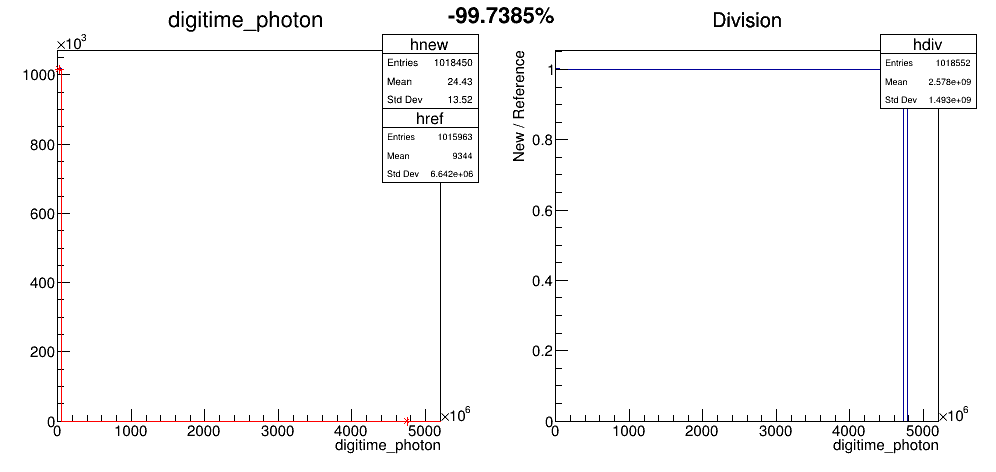 -99.7385%
digitime_photon
×10³
hnew
Entries 1018450
Mean 24.43
Std Dev 13.52
href
Entries 1015963
Mean 9344
Std Dev 6.642e+06
1000
800
600
400
200
0
0 1000 2000 3000 4000 5000
×10⁶
digitime_photon
Division
hdiv
Entries 1018552
Mean 2.578e+09
Std Dev 1.493e+09
New / Reference
1
0.8
0.6
0.4
0.2
0
0 1000 2000 3000 4000 5000
×10⁶
digitime_photon